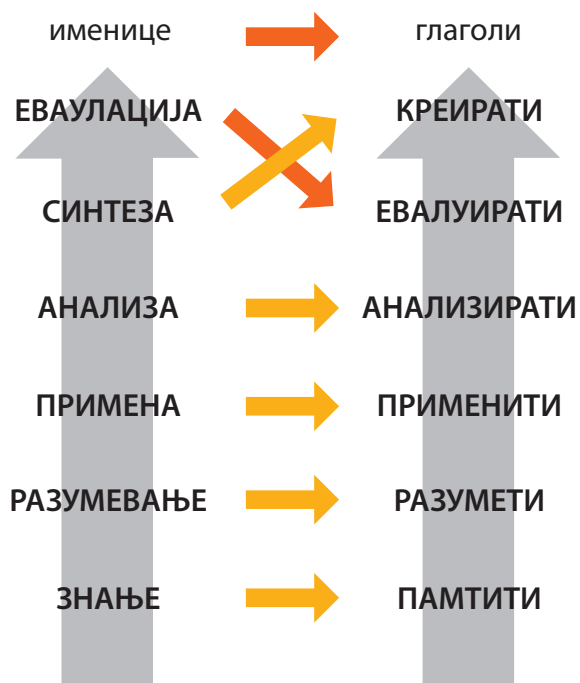 именице глаголи
ЕВАУЛАЦИЈА КРЕИРАТИ
СИНТЕЗА ЕВАЛУИРАТИ
АНАЛИЗА АНАЛИЗИРАТИ
ПРИМЕНА ПРИМЕНИТИ
РАЗУМЕВАЊЕ РАЗУМЕТИ
ЗНАЊЕ ПАМТИТИ